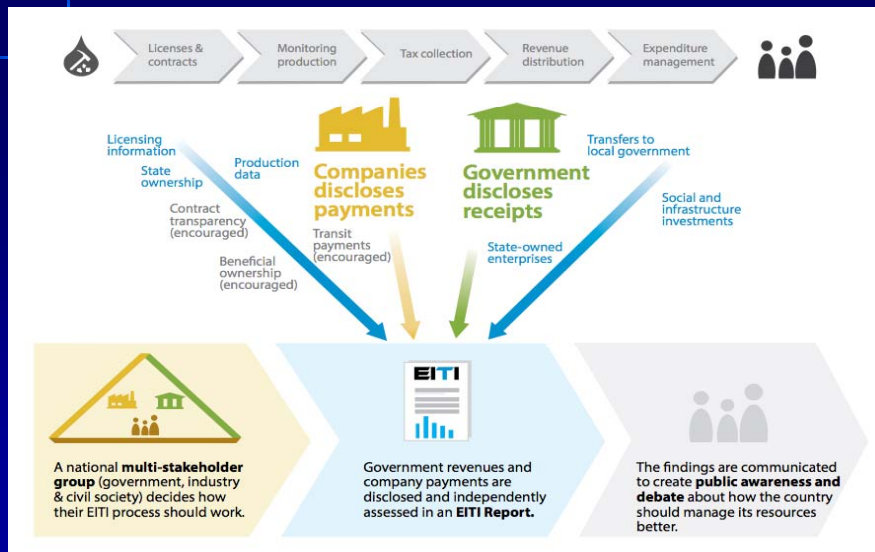 Licenses &
contracts
Monitoring
production
Tax collection
Revenue
distribution
Expenditure
management
Licensing
information
State
ownership
Production
data
Contract
transparency
(encouraged)
Beneficial
ownership
(encouraged)
Companies
discloses
payments
Transit
payments
(encouraged)
Government
discloses
receipts
State-owned
enterprises
Transfers to
local government
Social and
infrastructure
investments
A national multi-stakeholder
group (government, industry
& civil society) decides how
their EITI process should work.
EITI
Government revenues and
company payments are
disclosed and independently
assessed in an EITI Report.
The findings are communicated
to create public awareness and
debate about how the country
should manage its resources
better.